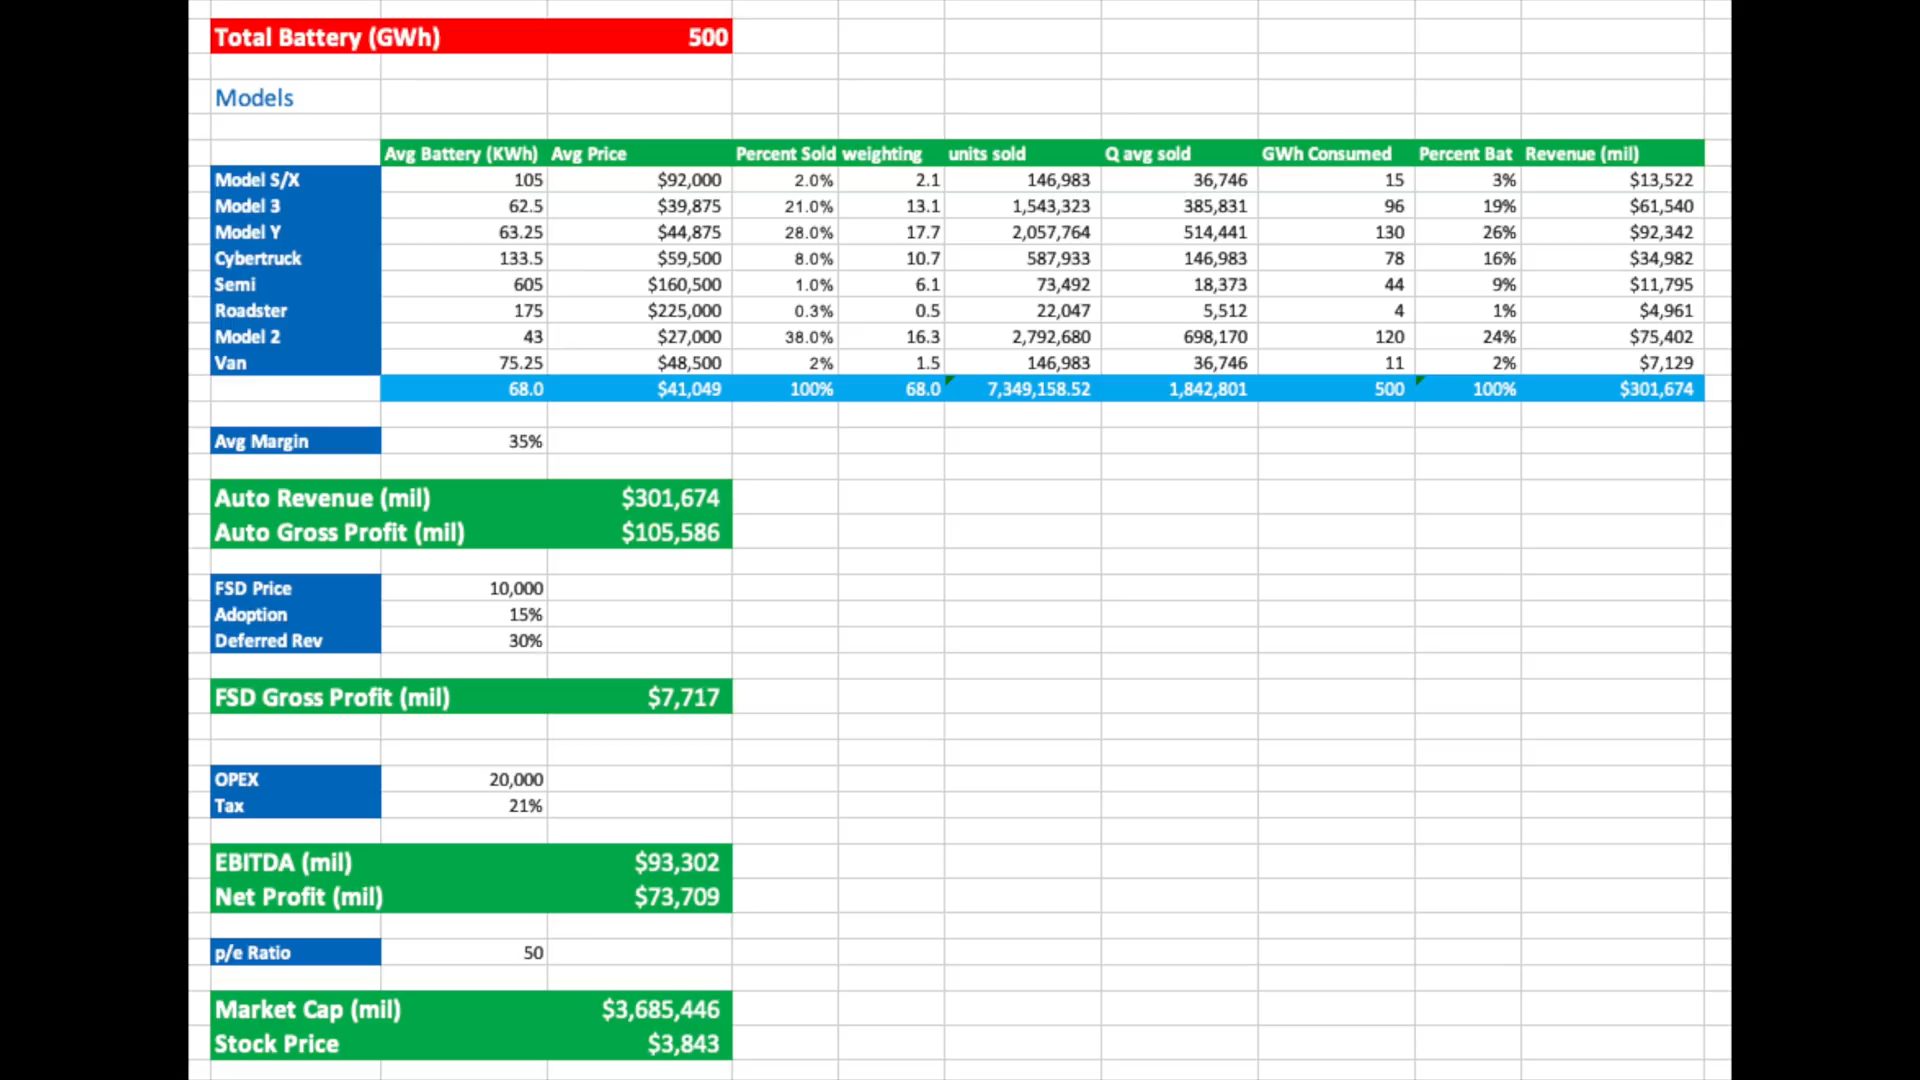 Total Battery (GWh) 500
Models
Avg Battery (KWh) Avg Price Percent Sold weighting units sold Q avg sold GWh Consumed Percent Bat Revenue (mil)
Model S/X 105 $92,000 2.0% 2.1 146,983 36,746 15 3% $13,522
Model 3 62.5 $39,875 21.0% 13.1 1,543,323 385,831 96 19% $61,540
Model Y 63.25 $44,875 28.0% 17.7 2,057,764 514,441 130 26% $92,342
Cybertruck 133.5 $59,500 8.0% 10.7 587,933 146,983 78 16% $34,982
Semi 605 $160,500 1.0% 6.1 73,492 18,373 44 9% $11,795
Roadster 175 $225,000 0.3% 0.5 22,047 5,512 4 1% $4,961
Model 2 43 $27,000 38.0% 16.3 2,792,680 698,170 120 24% $75,402
Van 75.25 $48,500 2% 1.5 146,983 36,746 11 2% $7,129
68.0 $41,049 100% 68.0 7,349,158.52 1,842,801 500 100% $301,674
Avg Margin 35%
Auto Revenue (mil) $301,674
Auto Gross Profit (mil) $105,586
FSD Price 10,000
Adoption 15%
Deferred Rev 30%
FSD Gross Profit (mil) $7,717
OPEX 20,000
Tax 21%
EBITDA (mil) $93,302
Net Profit (mil) $73,709
p/e Ratio 50
Market Cap (mil) $3,685,446
Stock Price $3,843